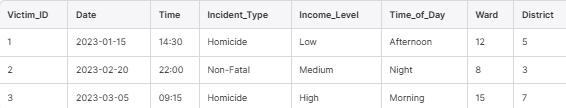 Victim_ID Date Time Incident_Type Income_Level Time_of_Day Ward District
1 2023-01-15 14:30 Homicide Low Afternoon 12 5
2 2023-02-20 22:00 Non-Fatal Medium Night 8 3
3 2023-03-05 09:15 Homicide High Morning 15 7